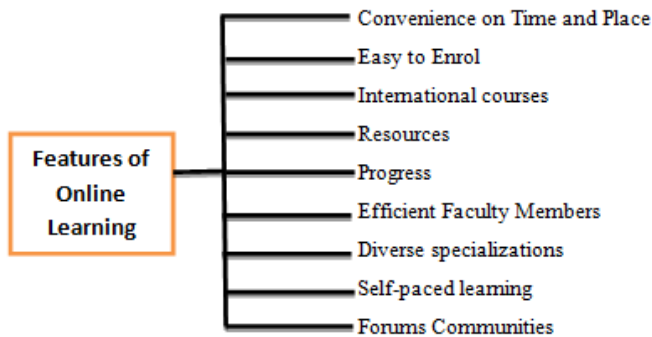 Convenience on Time and Place
Easy to Enrol
International courses
Resources
Features of
Online
Learning
Progress
Efficient Faculty Members
Diverse specializations
Self-paced learning
Forums Communities